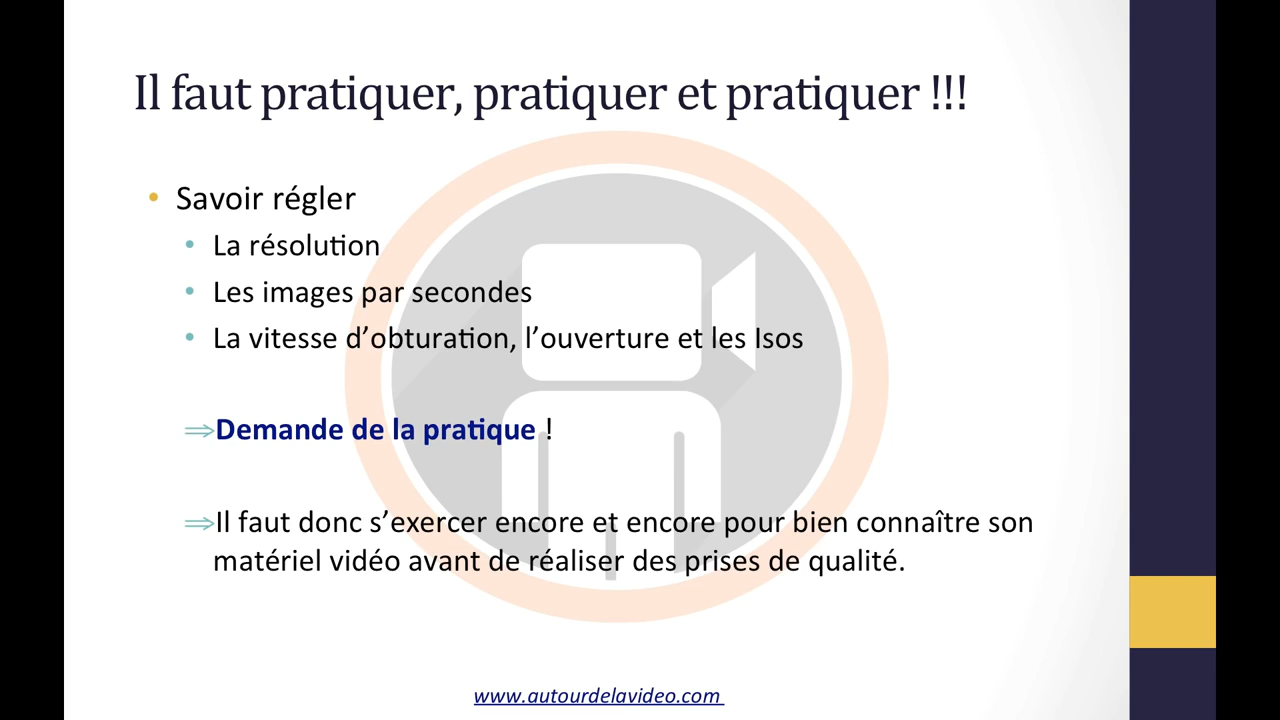 Il faut pratiquer, pratiquer et pratiquer !!!
• Savoir régler
• La résolution
• Les images par secondes
• La vitesse d’obturation, l’ouverture et les Isos
⇒Demande de la pratique !
⇒Il faut donc s’exercer encore et encore pour bien connaître son
matériel vidéo avant de réaliser des prises de qualité.
www.autourdelavideo.com